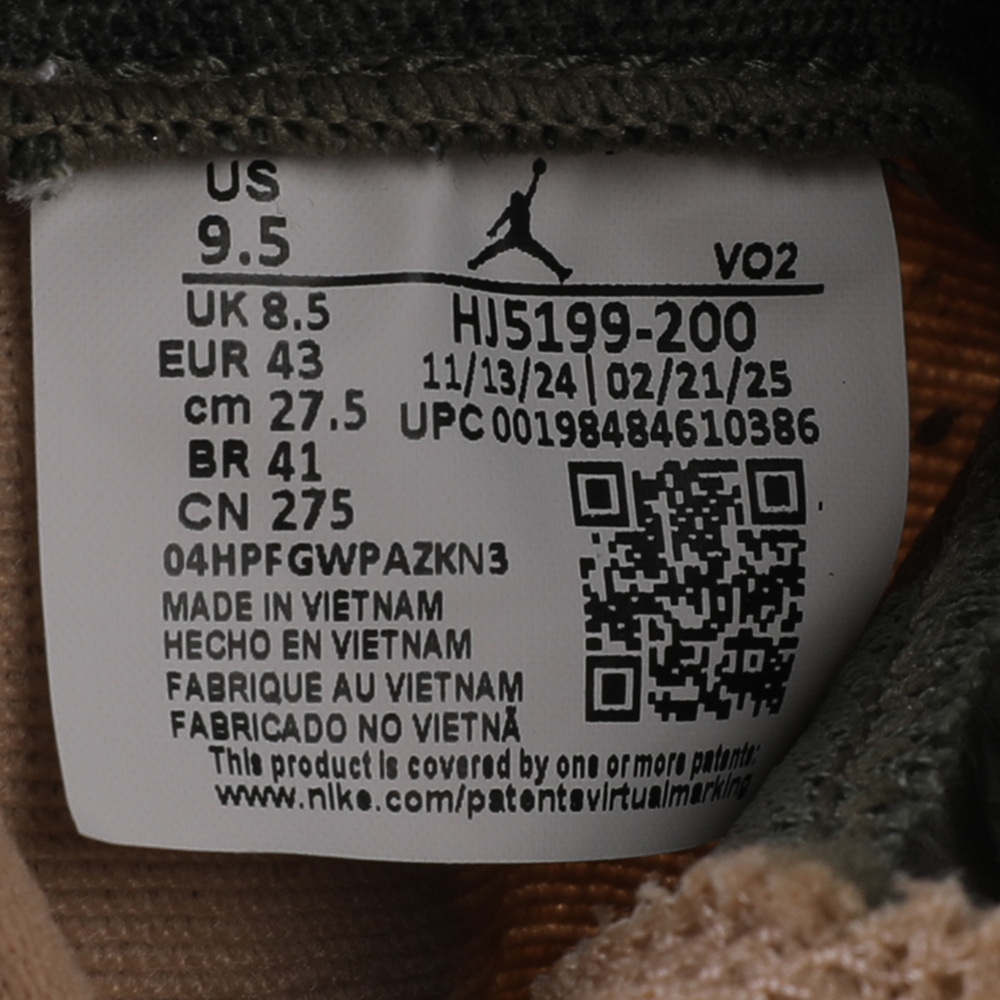 US
9.5
VO2
UK 8.5
EUR 43
cm 27.5
BR 41
CN 275
HJ5199-200
11/13/24 | 02/21/25
UPC 00198484610386
04HPFGWPAZKN3
MADE IN VIETNAM
HECHO EN VIETNAM
FABRIQUE AU VIETNAM
FABRICADO NO VIETNÃ
This product is covered by one or more patents:
www.nike.com/patentsvirtualmarking